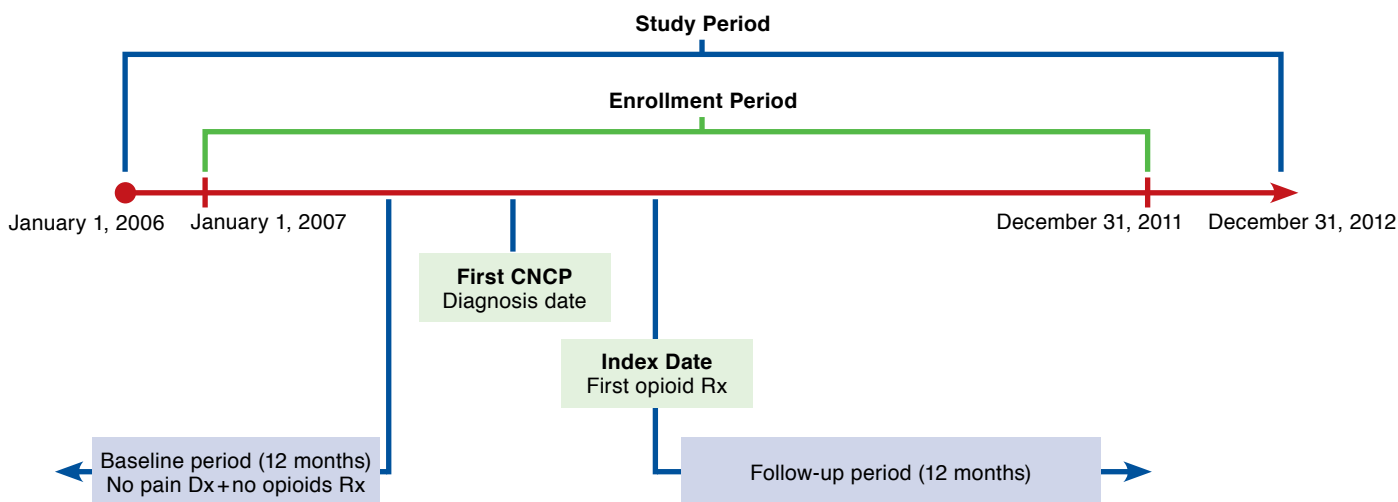 Study Period
Enrollment Period
January 1, 2006
January 1, 2007
December 31, 2011
December 31, 2012
First CNCP
Diagnosis date
Index Date
First opioid Rx
Baseline period (12 months)
No pain Dx+no opioids Rx
Follow-up period (12 months)